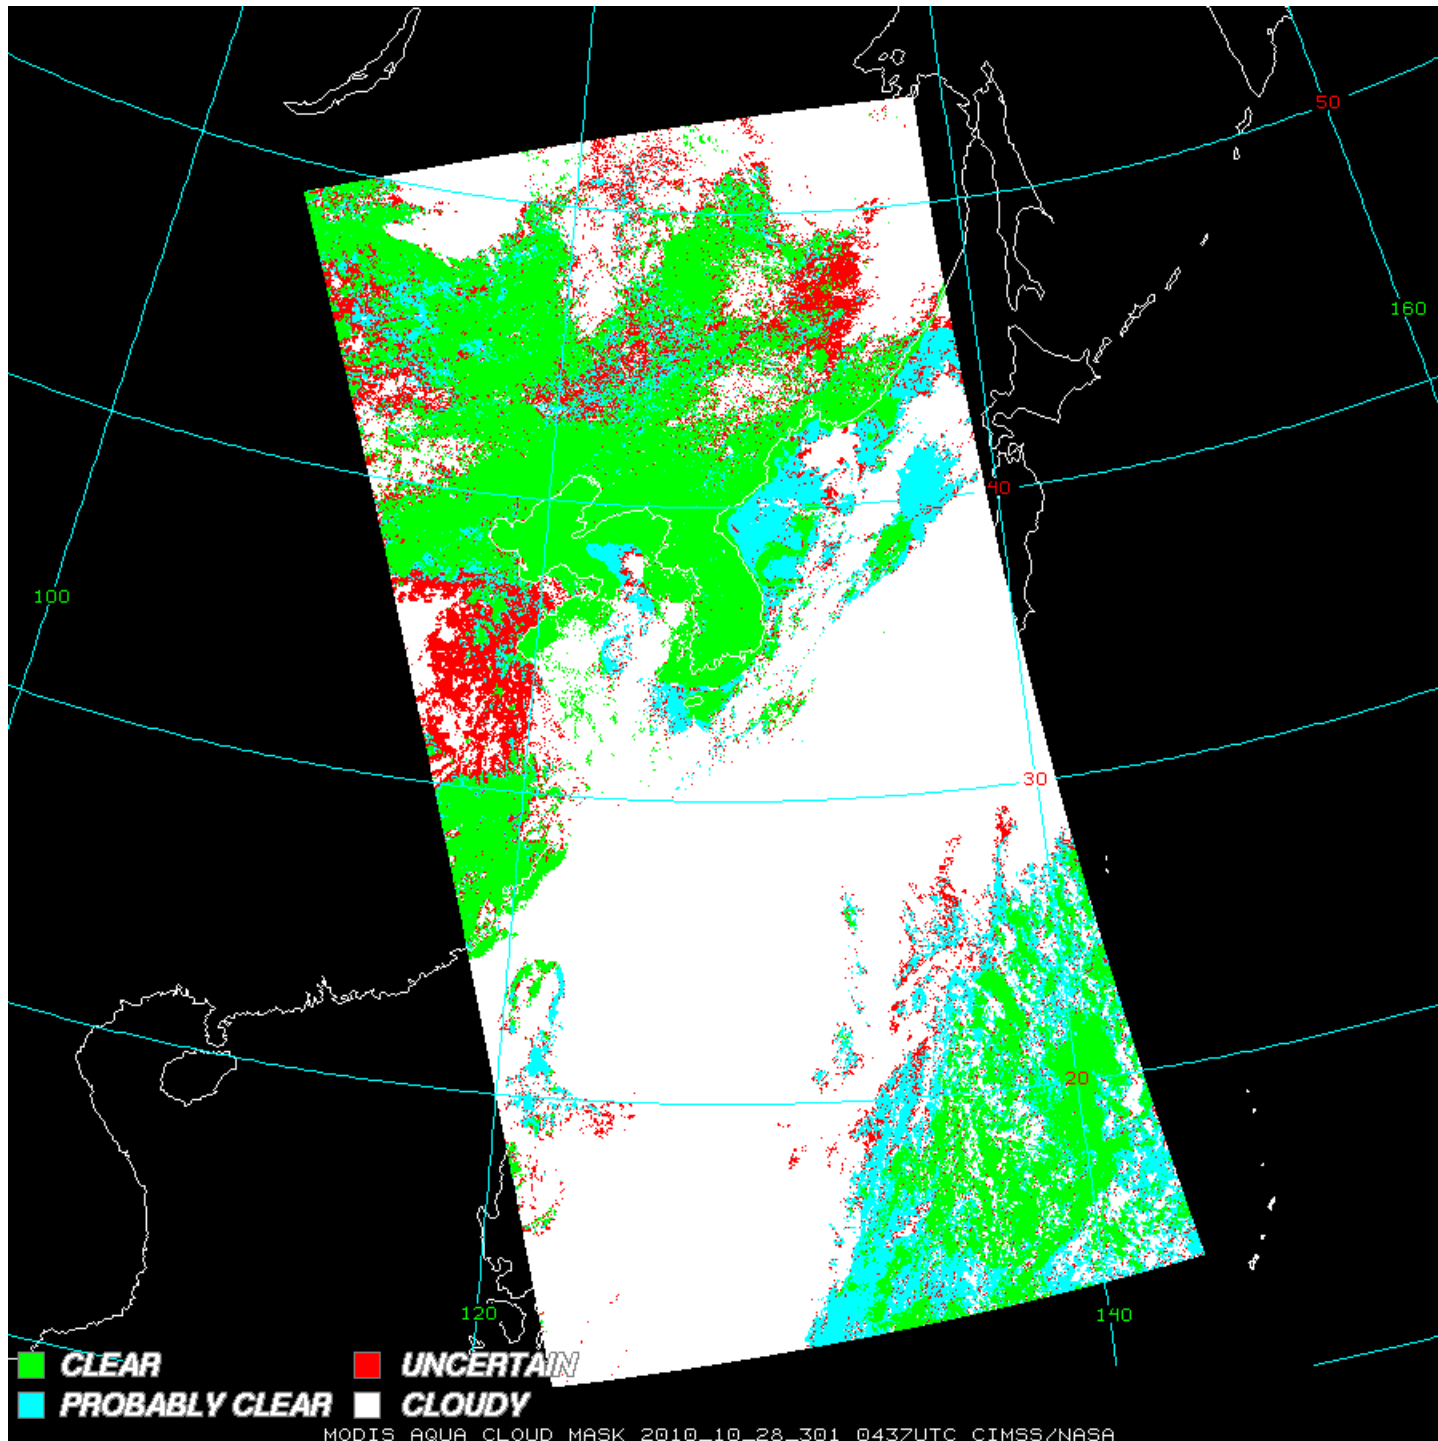 50
160
40
100
30
20
120
140
CLEAR
UNCERTAIN
PROBABLY CLEAR
CLOUDY
MODIS AQUA CLOUD MASK 2010_10_28_301 0437UTC CIMSS/NASA